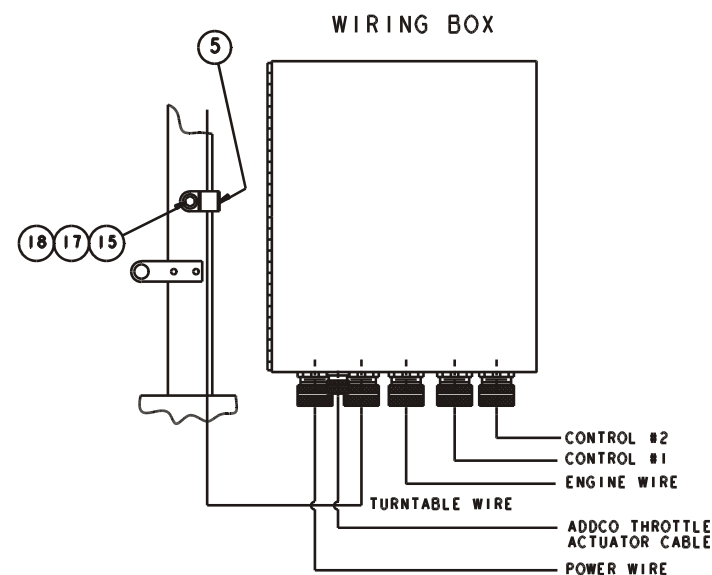 WIRING BOX
5
18 17 15
CONTROL #2
CONTROL #1
ENGINE WIRE
TURNTABLE WIRE
ADDCO THROTTLE
ACTUATOR CABLE
POWER WIRE